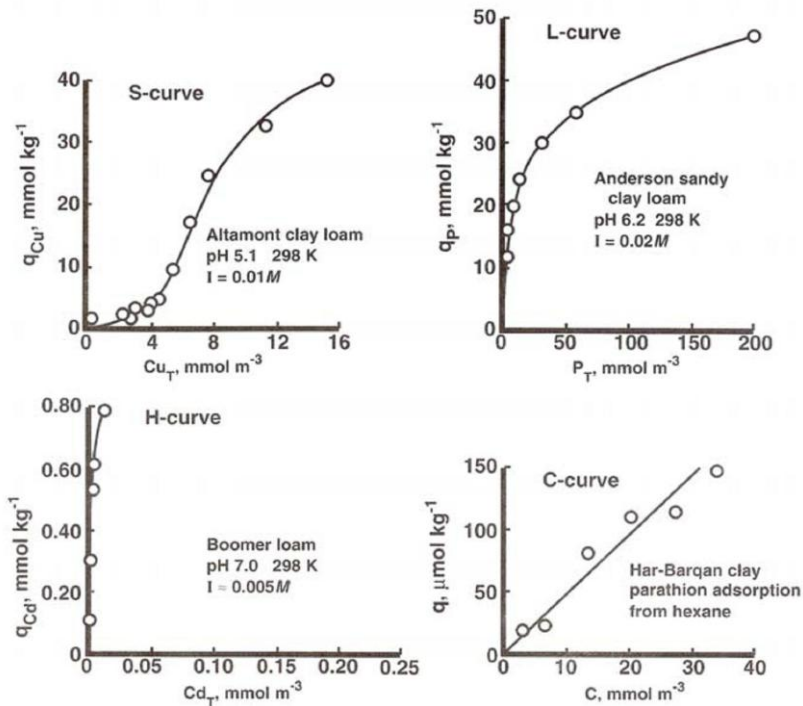 S-curve
40
30
20
10
0
q_Cu, mmol kg⁻¹
Altamont clay loam
pH 5.1 298 K
I = 0.01M
0 4 8 12 16
Cu_T, mmol m⁻³
L-curve
50
40
30
20
10
0
q_P, mmol kg⁻¹
Anderson sandy
clay loam
pH 6.2 298 K
I = 0.02M
0 50 100 150 200
P_T, mmol m⁻³
H-curve
0.80
0.60
0.40
0.20
0
q_Cd, mmol kg⁻¹
Boomer loam
pH 7.0 298 K
I ≈ 0.005M
0 0.05 0.10 0.15 0.20 0.25
Cd_T, mmol m⁻³
C-curve
150
100
50
0
q, μmol kg⁻¹
Har-Barqan clay
parathion adsorption
from hexane
0 10 20 30 40
C, mmol m⁻³